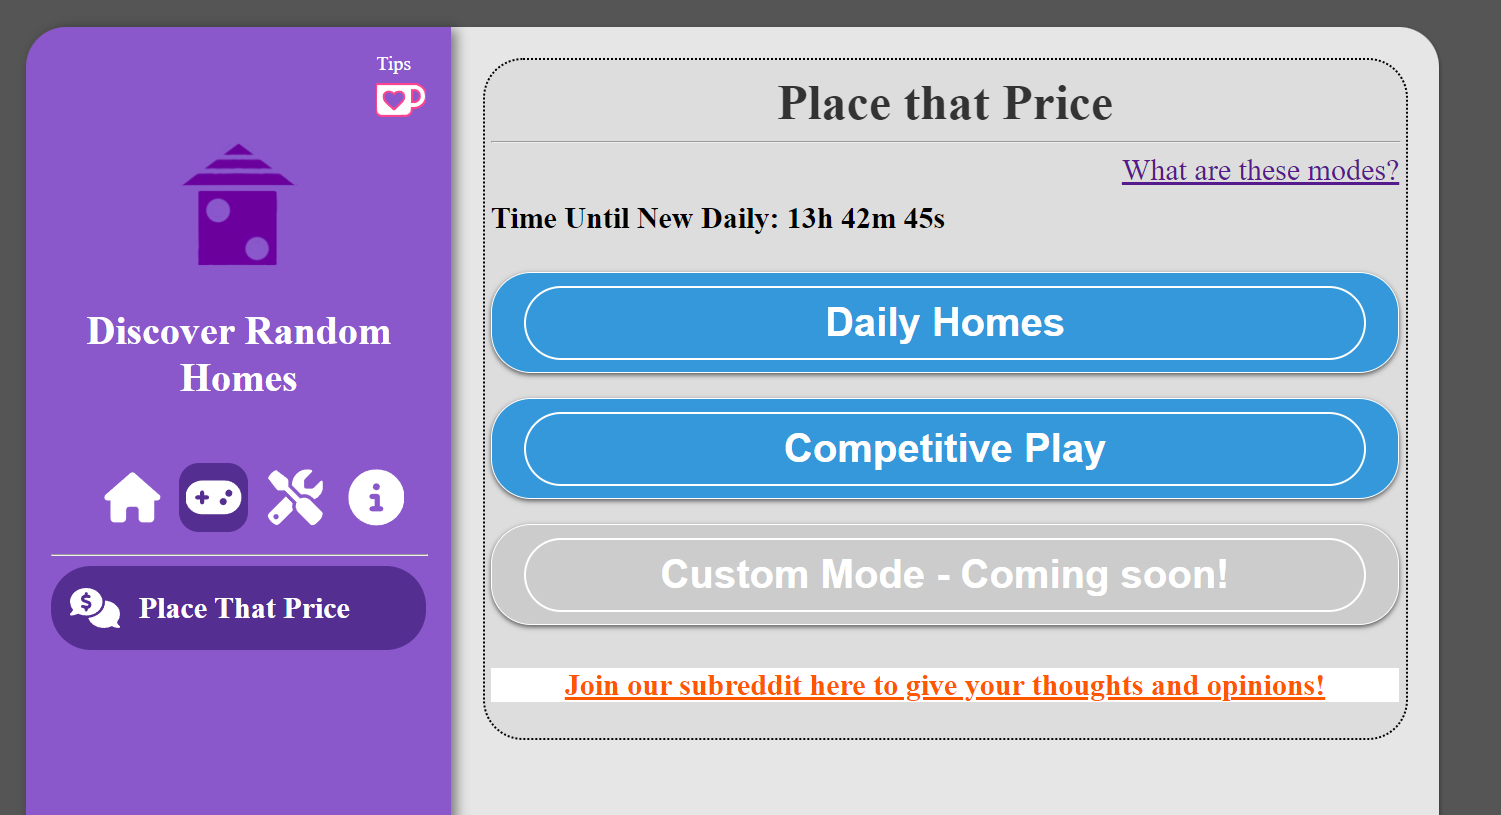 Tips
Discover Random
Homes
Place That Price
Place that Price
What are these modes?
Time Until New Daily: 13h 42m 45s
Daily Homes
Competitive Play
Custom Mode - Coming soon!
Join our subreddit here to give your thoughts and opinions!